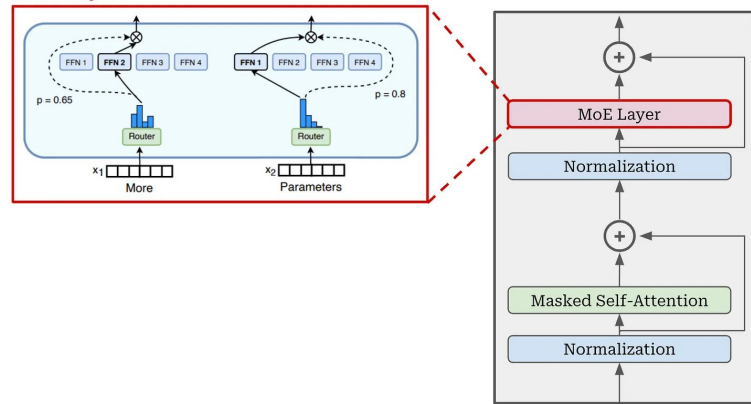 FFN 1 FFN 2 FFN 3 FFN 4
FFN 1 FFN 2 FFN 3 FFN 4
p = 0.65
p = 0.8
Router
Router
x1
x2
More
Parameters
MoE Layer
Normalization
Masked Self-Attention
Normalization